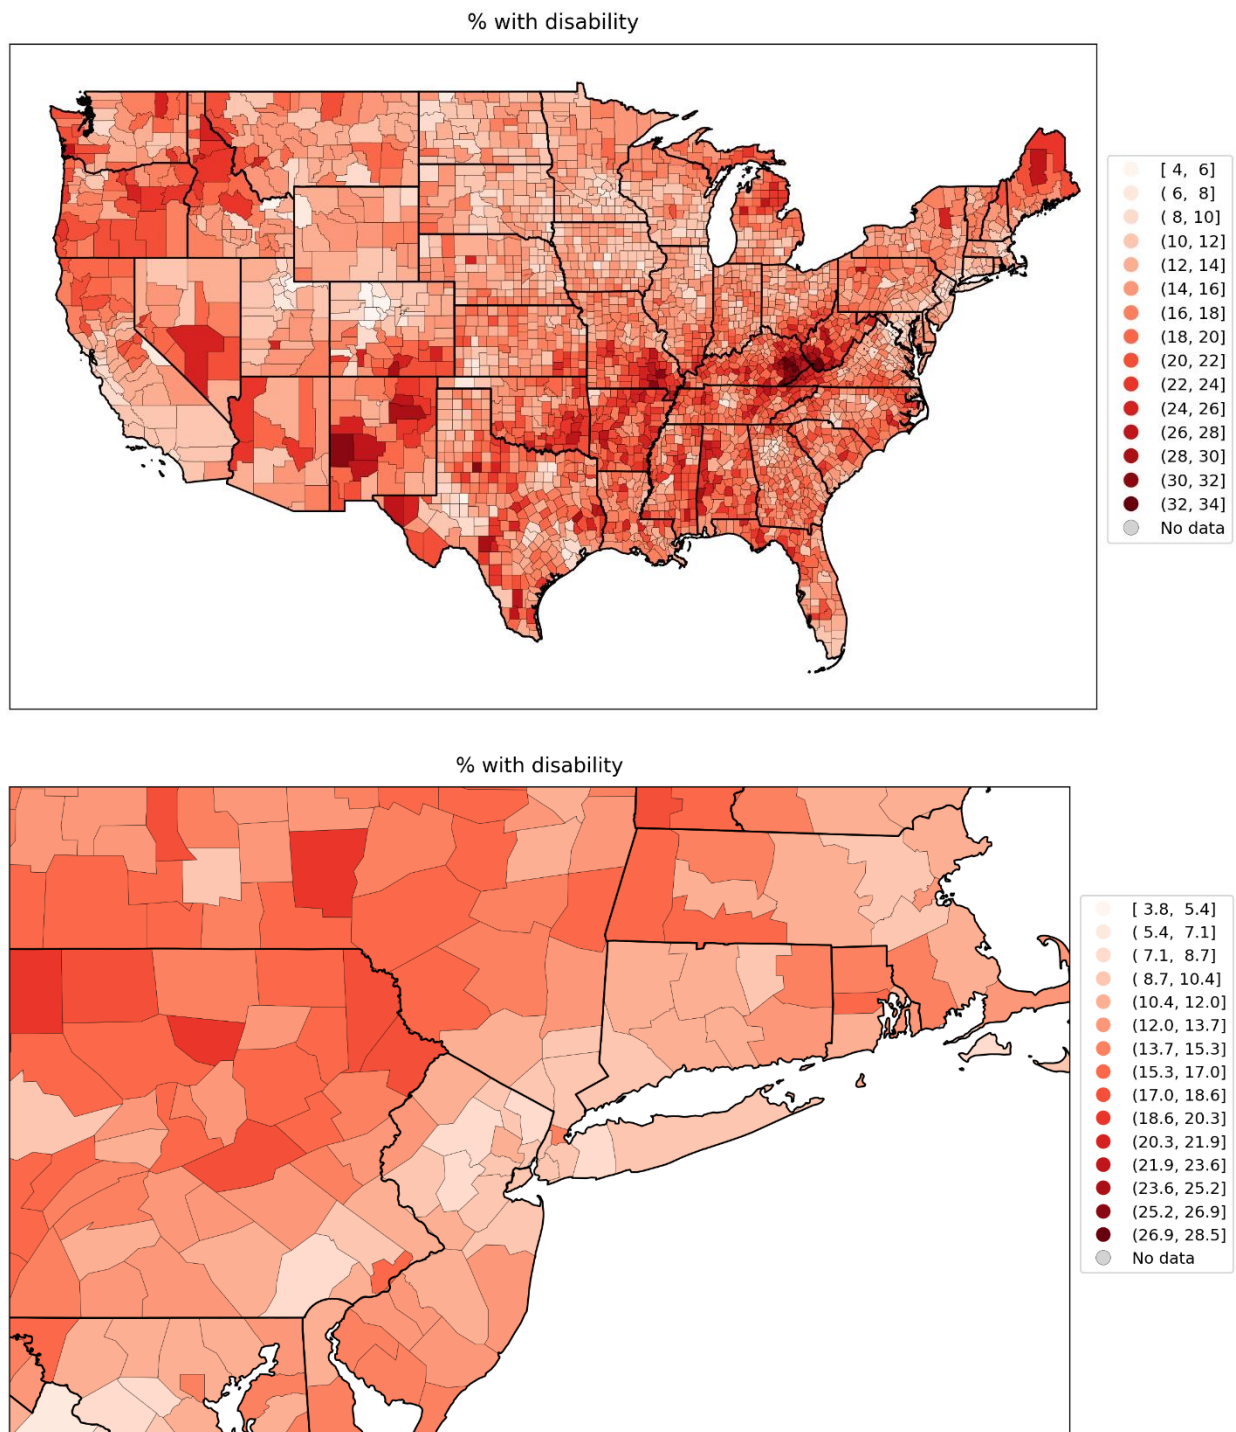 % with disability
[ 4,  6]
( 6,  8]
( 8, 10]
(10, 12]
(12, 14]
(14, 16]
(16, 18]
(18, 20]
(20, 22]
(22, 24]
(24, 26]
(26, 28]
(28, 30]
(30, 32]
(32, 34]
No data
% with disability
[ 3.8,  5.4]
( 5.4,  7.1]
( 7.1,  8.7]
( 8.7, 10.4]
(10.4, 12.0]
(12.0, 13.7]
(13.7, 15.3]
(15.3, 17.0]
(17.0, 18.6]
(18.6, 20.3]
(20.3, 21.9]
(21.9, 23.6]
(23.6, 25.2]
(25.2, 26.9]
(26.9, 28.5]
No data